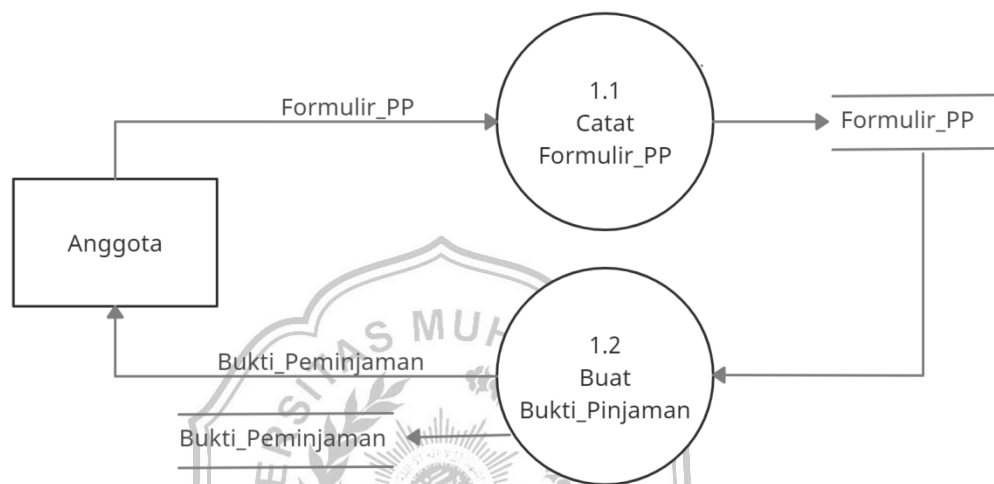 1.1
Catat
Formulir_PP
Formulir_PP
Formulir_PP
Anggota
1.2
Buat
Bukti_Pinjaman
Bukti_Peminjaman
Bukti_Peminjaman